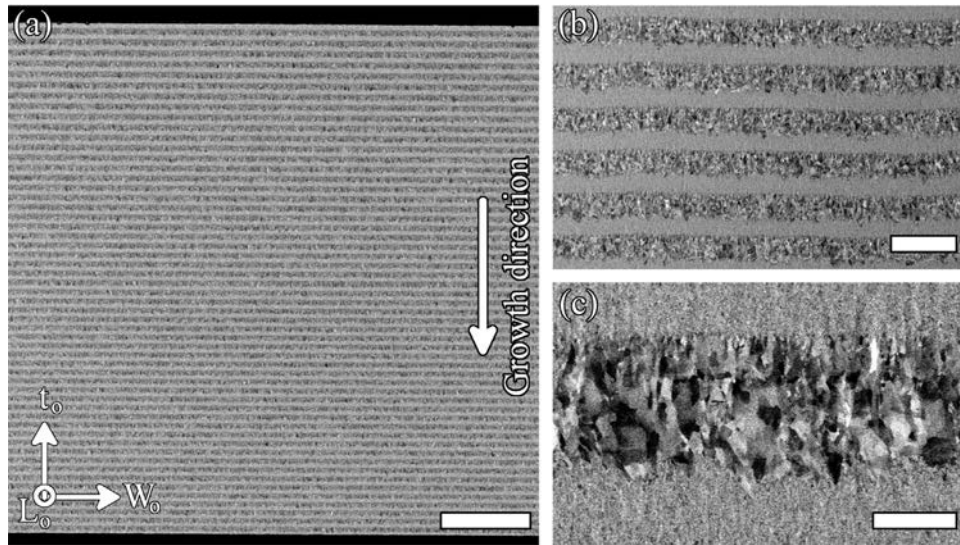 (a)
Growth direction
t₀
L₀
W₀
(b)
(c)